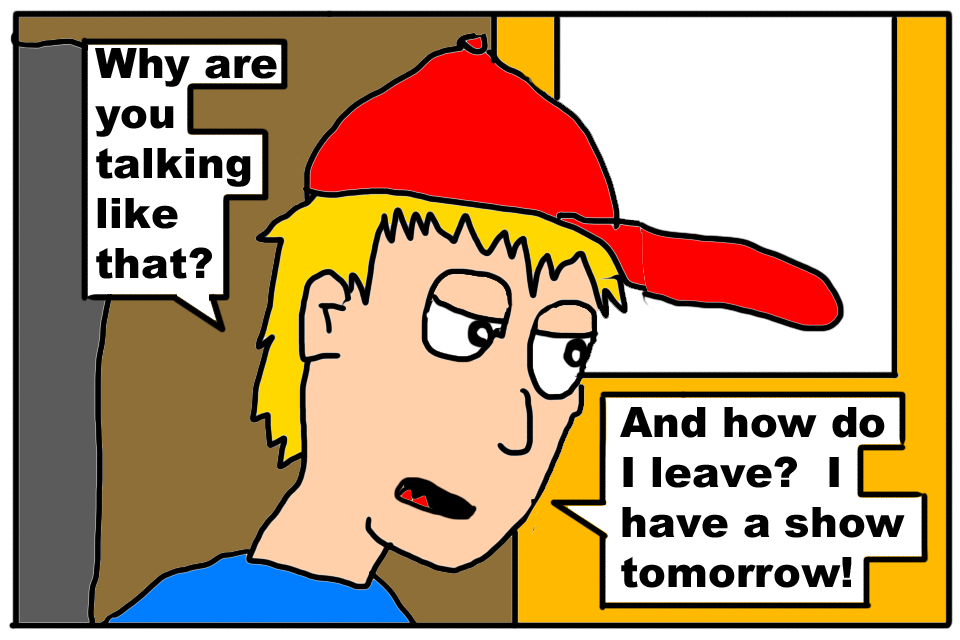 Why are
you
talking
like
that?
And how do
I leave?  I
have a show
tomorrow!